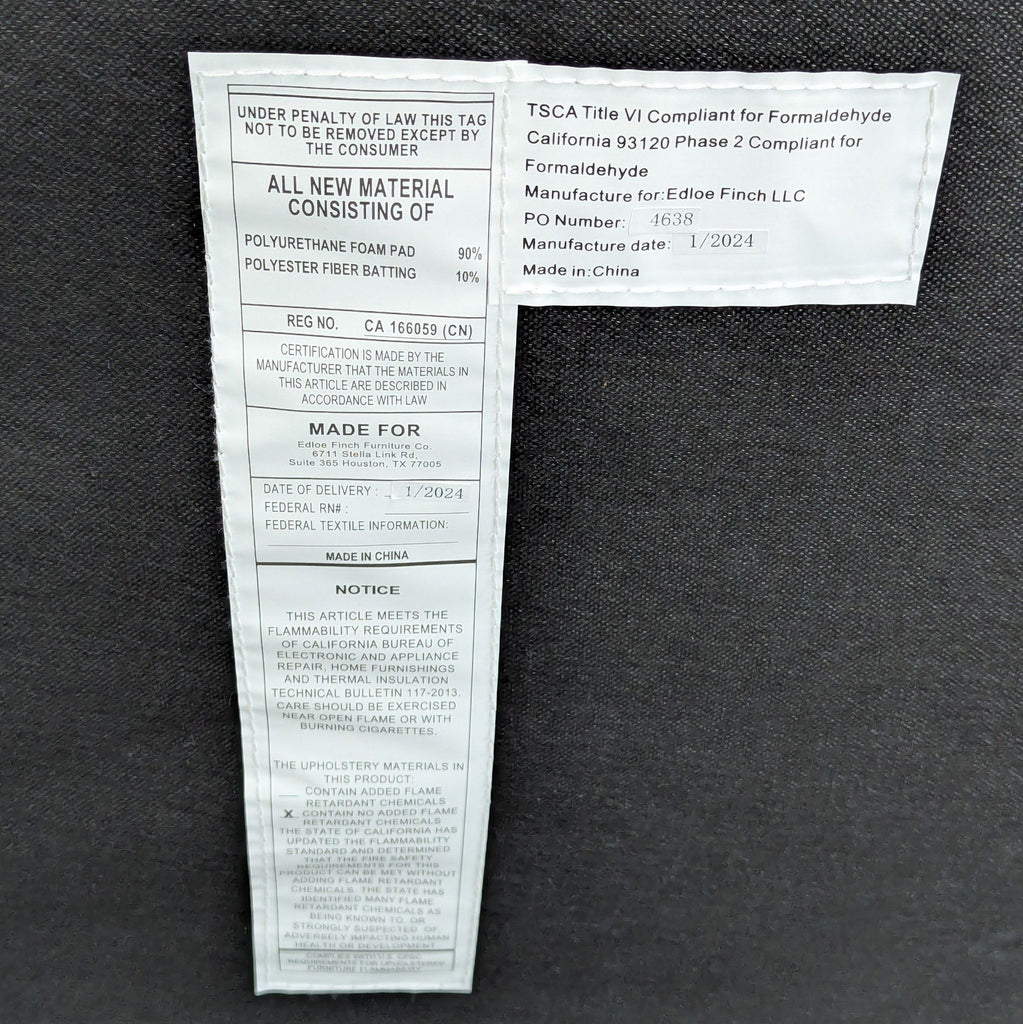 UNDER PENALTY OF LAW THIS TAG
NOT TO BE REMOVED EXCEPT BY
THE CONSUMER
ALL NEW MATERIAL
CONSISTING OF
POLYURETHANE FOAM PAD 90%
POLYESTER FIBER BATTING 10%
REG NO. CA 166059 (CN)
CERTIFICATION IS MADE BY THE
MANUFACTURER THAT THE MATERIALS IN
THIS ARTICLE ARE DESCRIBED IN
ACCORDANCE WITH LAW
MADE FOR
Edloe Finch Furniture Co.
6711 Stella Link Rd,
Suite 365 Houston, TX 77005
DATE OF DELIVERY : 1/2024
FEDERAL RN# :
FEDERAL TEXTILE INFORMATION:
MADE IN CHINA
NOTICE
THIS ARTICLE MEETS THE
FLAMMABILITY REQUIREMENTS
OF CALIFORNIA BUREAU OF
ELECTRONIC AND APPLIANCE
REPAIR, HOME FURNISHINGS
AND THERMAL INSULATION
TECHNICAL BULLETIN 117-2013.
CARE SHOULD BE EXERCISED
NEAR OPEN FLAME OR WITH
BURNING CIGARETTES.
THE UPHOLSTERY MATERIALS IN
THIS PRODUCT:
__ CONTAIN ADDED FLAME
RETARDANT CHEMICALS
X CONTAIN NO ADDED FLAME
RETARDANT CHEMICALS
THE STATE OF CALIFORNIA HAS
UPDATED THE FLAMMABILITY
STANDARD AND DETERMINED
THAT THE FIRE SAFETY
REQUIREMENTS FOR THIS
PRODUCT CAN BE MET WITHOUT
ADDING FLAME RETARDANT
CHEMICALS. THE STATE HAS
IDENTIFIED MANY FLAME
RETARDANT CHEMICALS AS
BEING KNOWN TO, OR
STRONGLY SUSPECTED OF
ADVERSELY IMPACTING HUMAN
HEALTH OR DEVELOPMENT
COMPLIES WITH U.S. CPSC
REQUIREMENTS FOR UPHOLSTERED
FURNITURE FLAMMABILITY
TSCA Title VI Compliant for Formaldehyde
California 93120 Phase 2 Compliant for
Formaldehyde
Manufacture for:Edloe Finch LLC
PO Number: 4638
Manufacture date: 1/2024
Made in:China